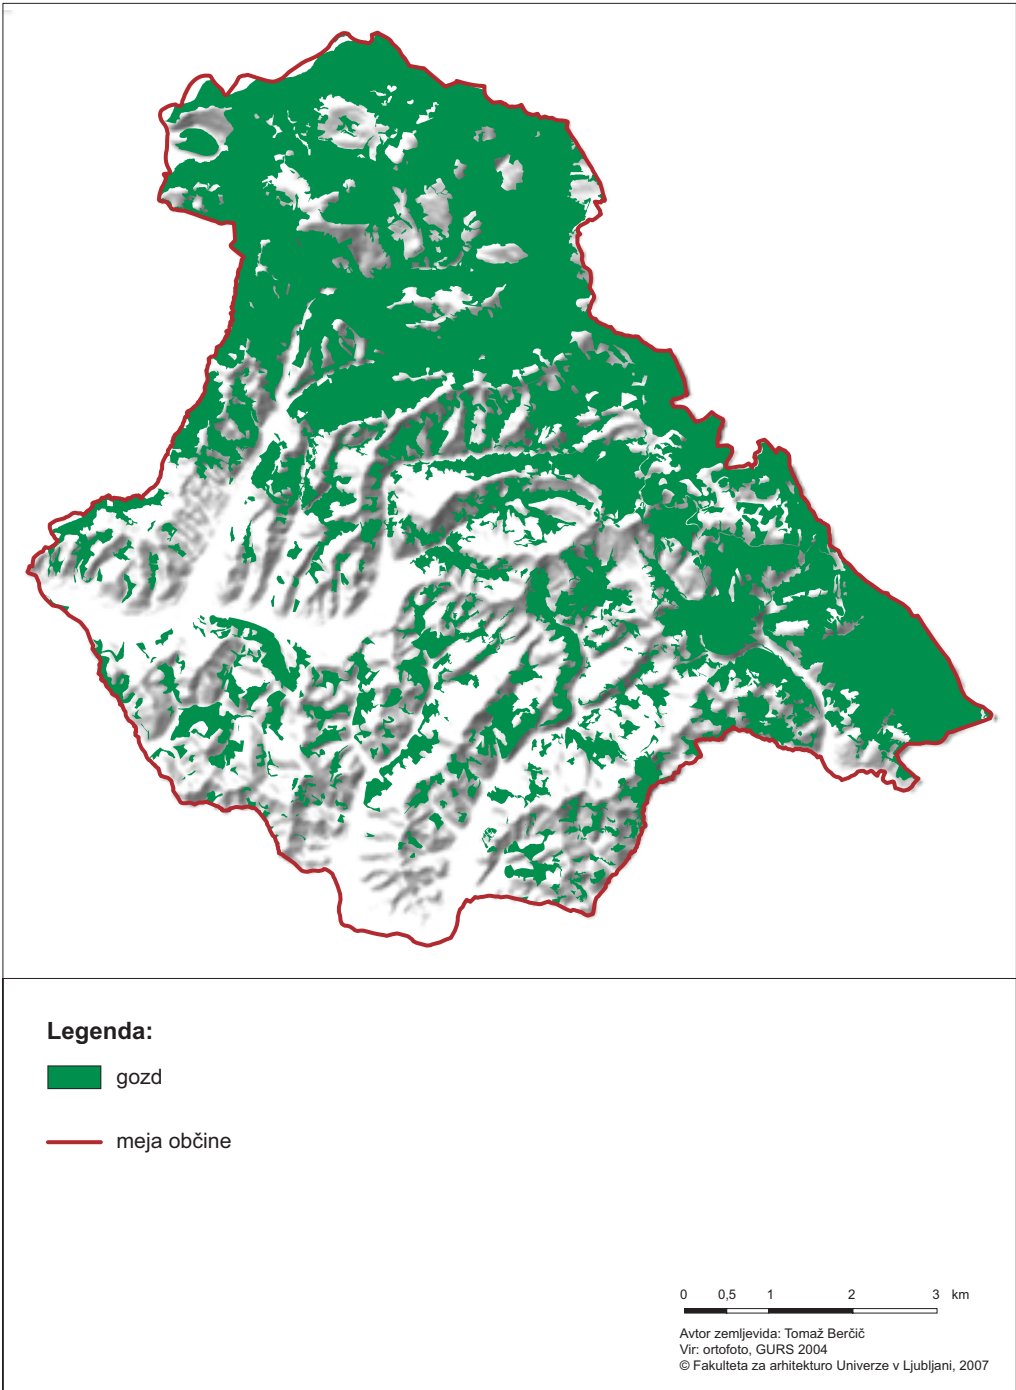 Legenda:
gozd
meja občine
0 0,5 1 2 3 km
Avtor zemljevida: Tomaž Berčič
Vir: ortofoto, GURS 2004
© Fakulteta za arhitekturo Univerze v Ljubljani, 2007